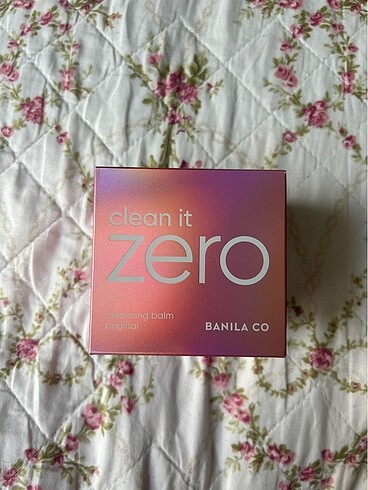 clean it
zero
cleansing balm
original
BANILA CO